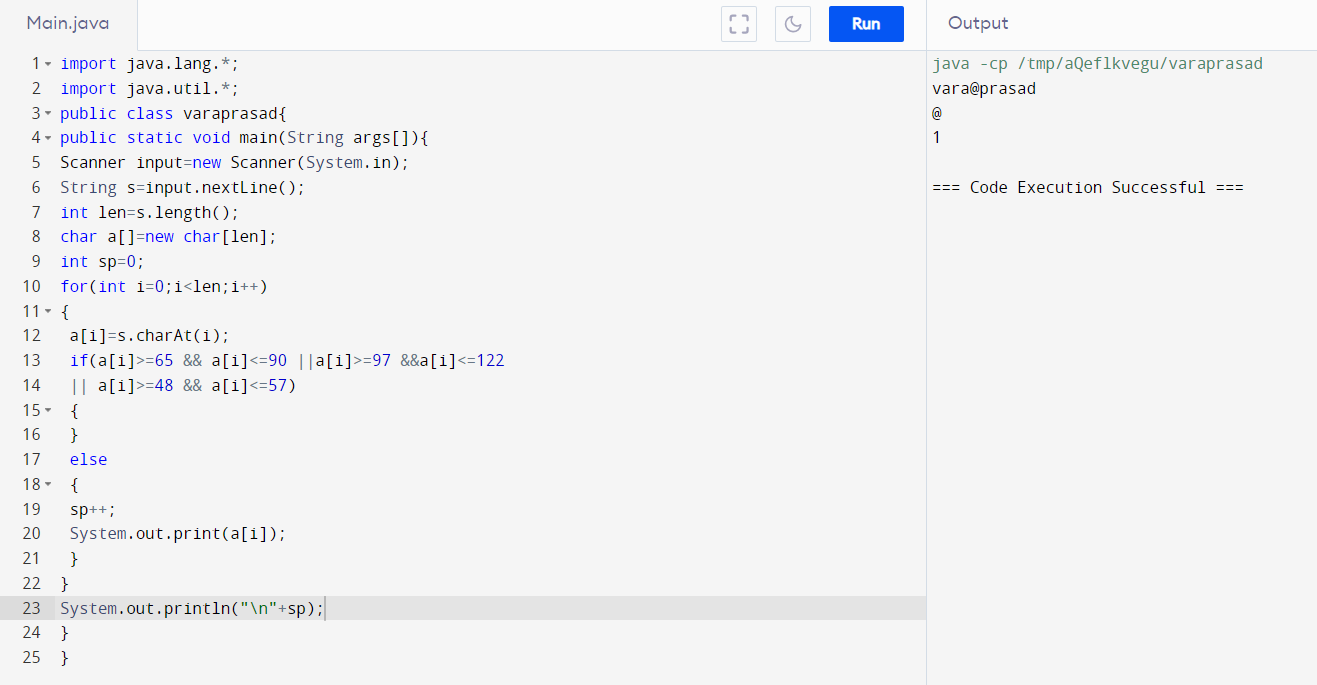 Main.java
Run
Output
1 import java.lang.*;
2 import java.util.*;
3 public class varaprasad{
4 public static void main(String args[]){
5 Scanner input=new Scanner(System.in);
6 String s=input.nextLine();
7 int len=s.length();
8 char a[]=new char[len];
9 int sp=0;
10 for(int i=0;i<len;i++)
11 {
12 a[i]=s.charAt(i);
13 if(a[i]>=65 && a[i]<=90 ||a[i]>=97 &&a[i]<=122
14 || a[i]>=48 && a[i]<=57)
15 {
16 }
17 else
18 {
19 sp++;
20 System.out.print(a[i]);
21 }
22 }
23 System.out.println("\n"+sp);
24 }
25 }
java -cp /tmp/aQeflkvegu/varaprasad
vara@prasad
@
1
=== Code Execution Successful ===